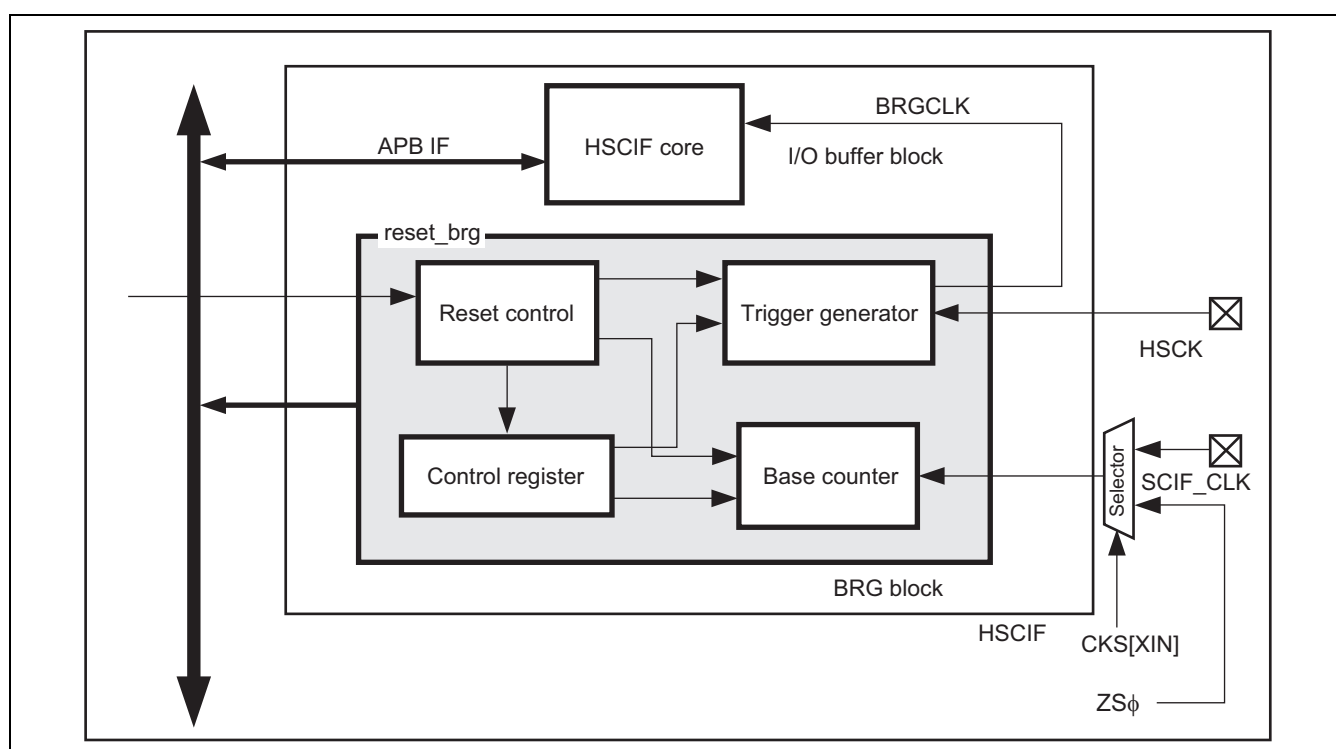 BRGCLK
APB IF
HSCIF core
I/O buffer block
reset_brg
Reset control
Trigger generator
HSCK
Control register
Base counter
Selector
SCIF_CLK
BRG block
HSCIF
CKS[XIN]
ZSϕ